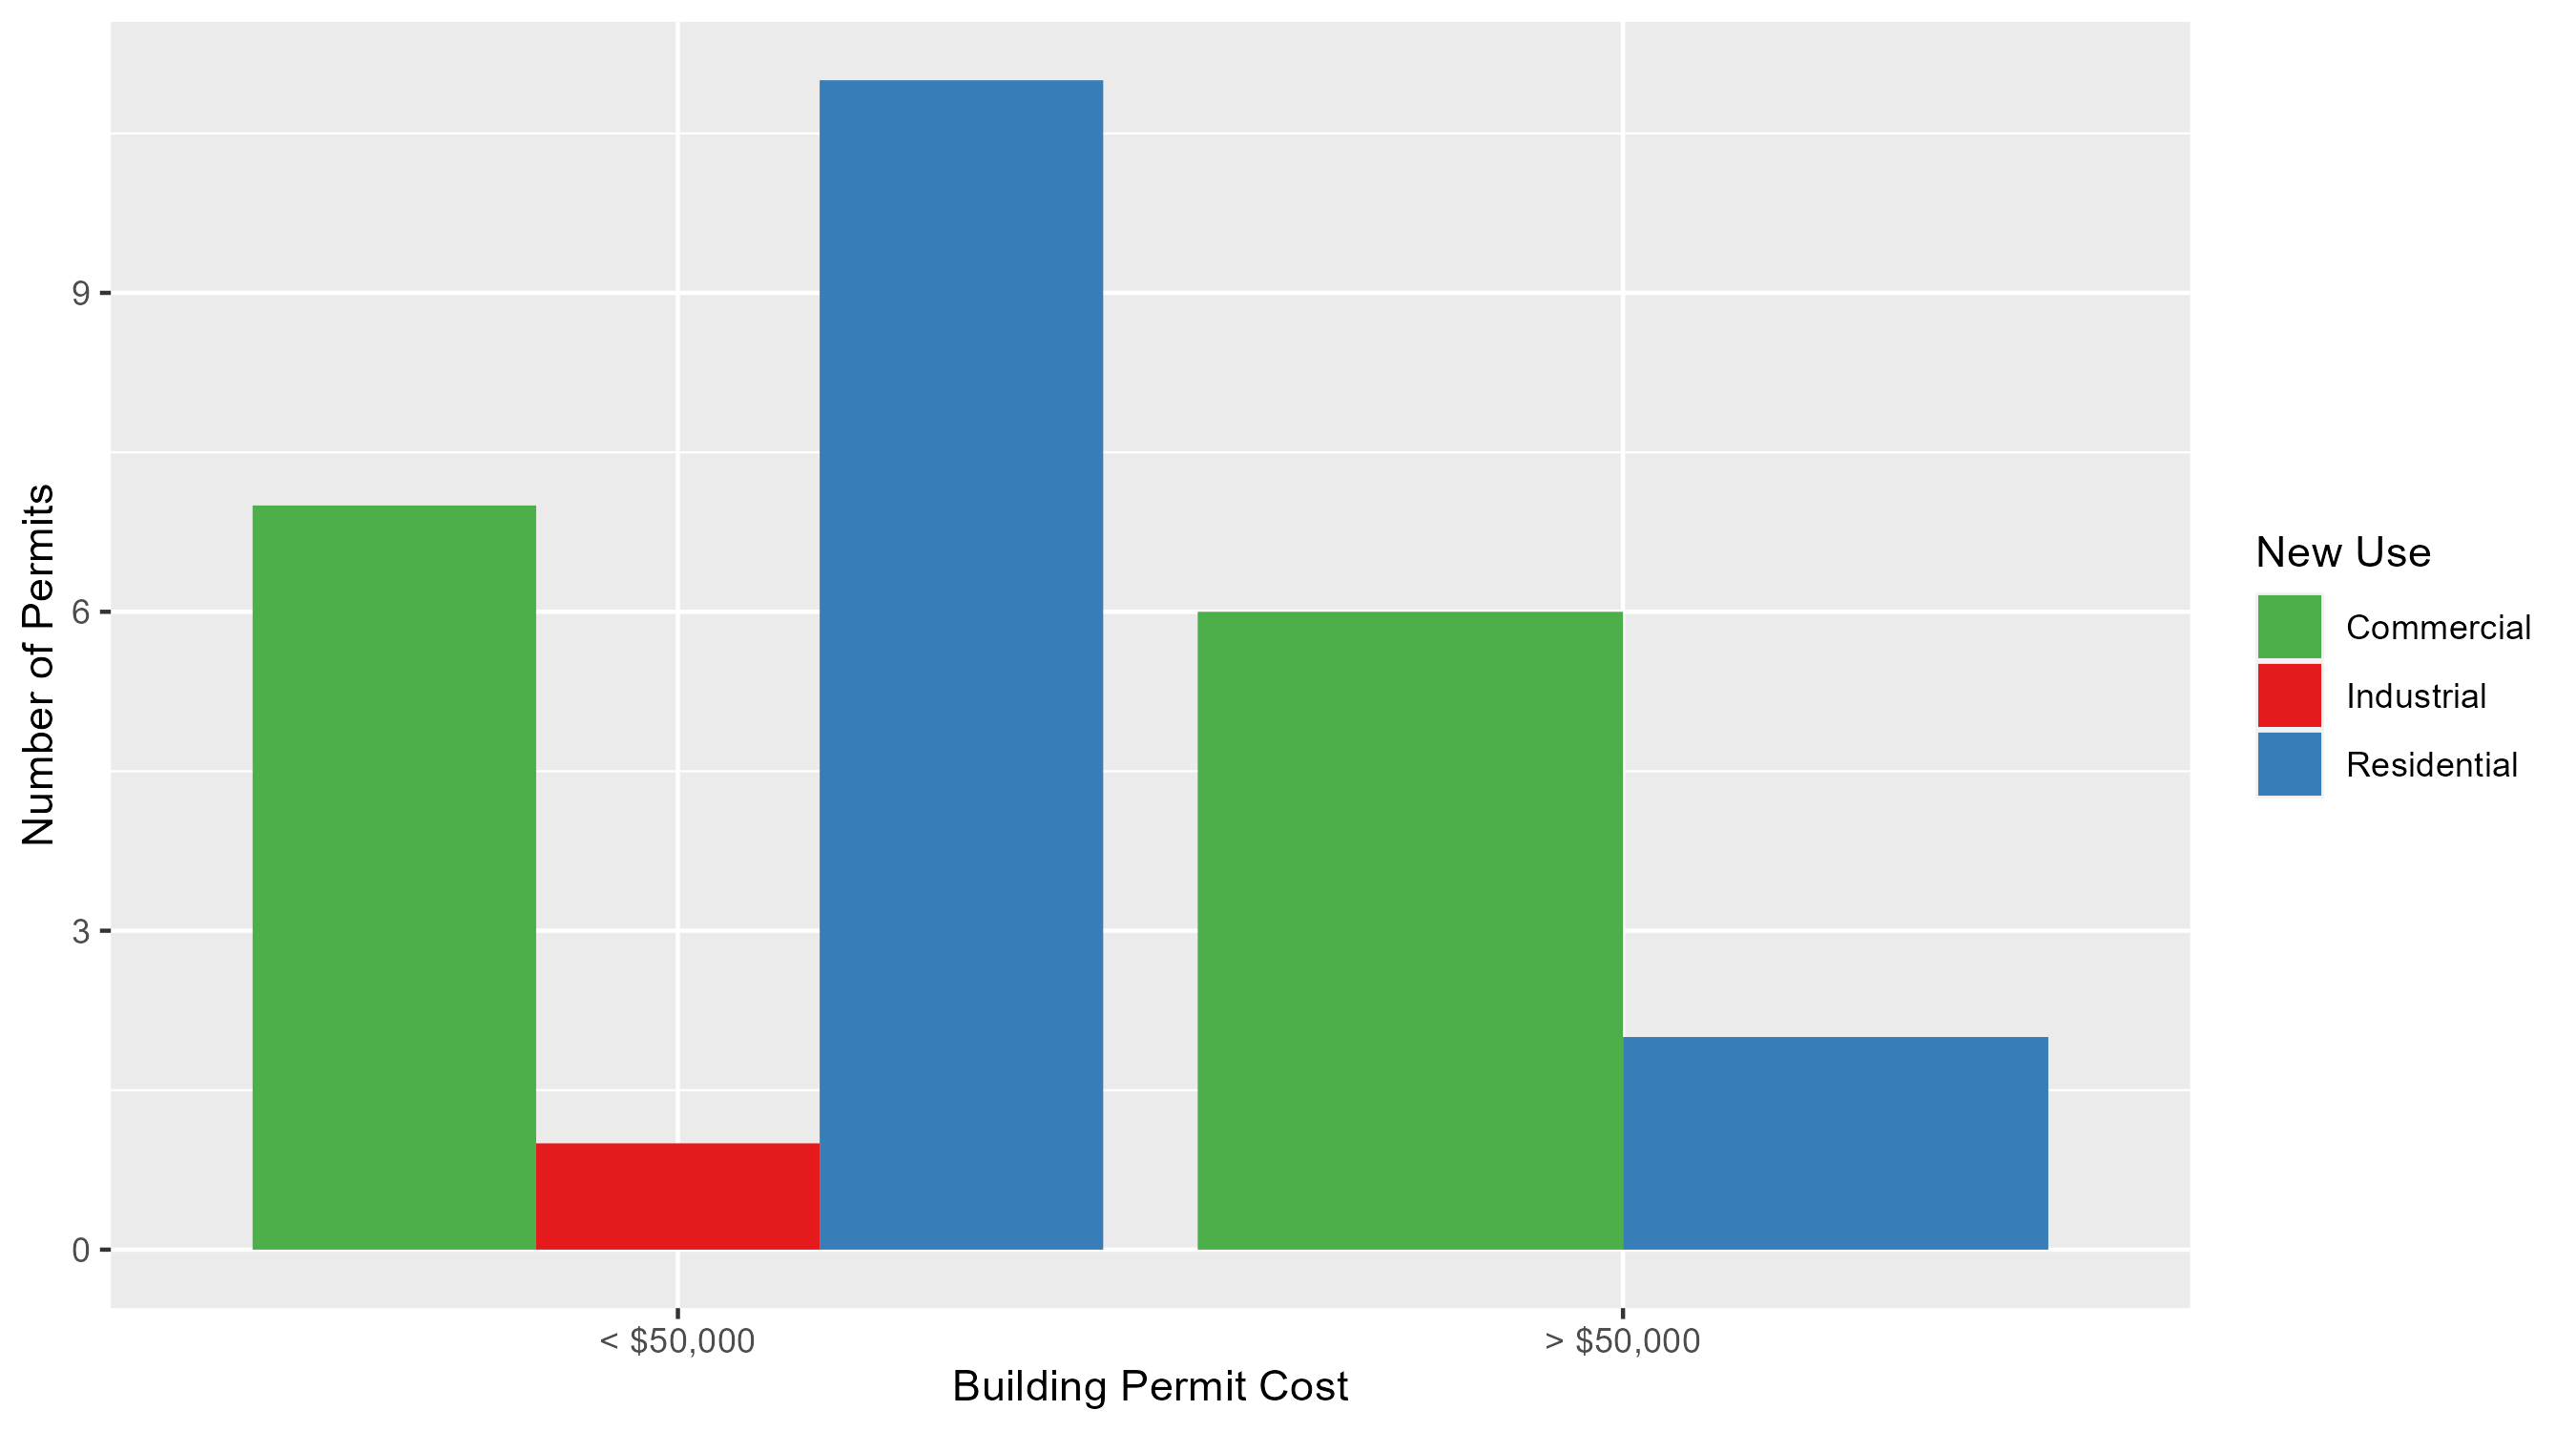 Number of Permits
9
6
3
0
< $50,000
> $50,000
Building Permit Cost
New Use
Commercial
Industrial
Residential